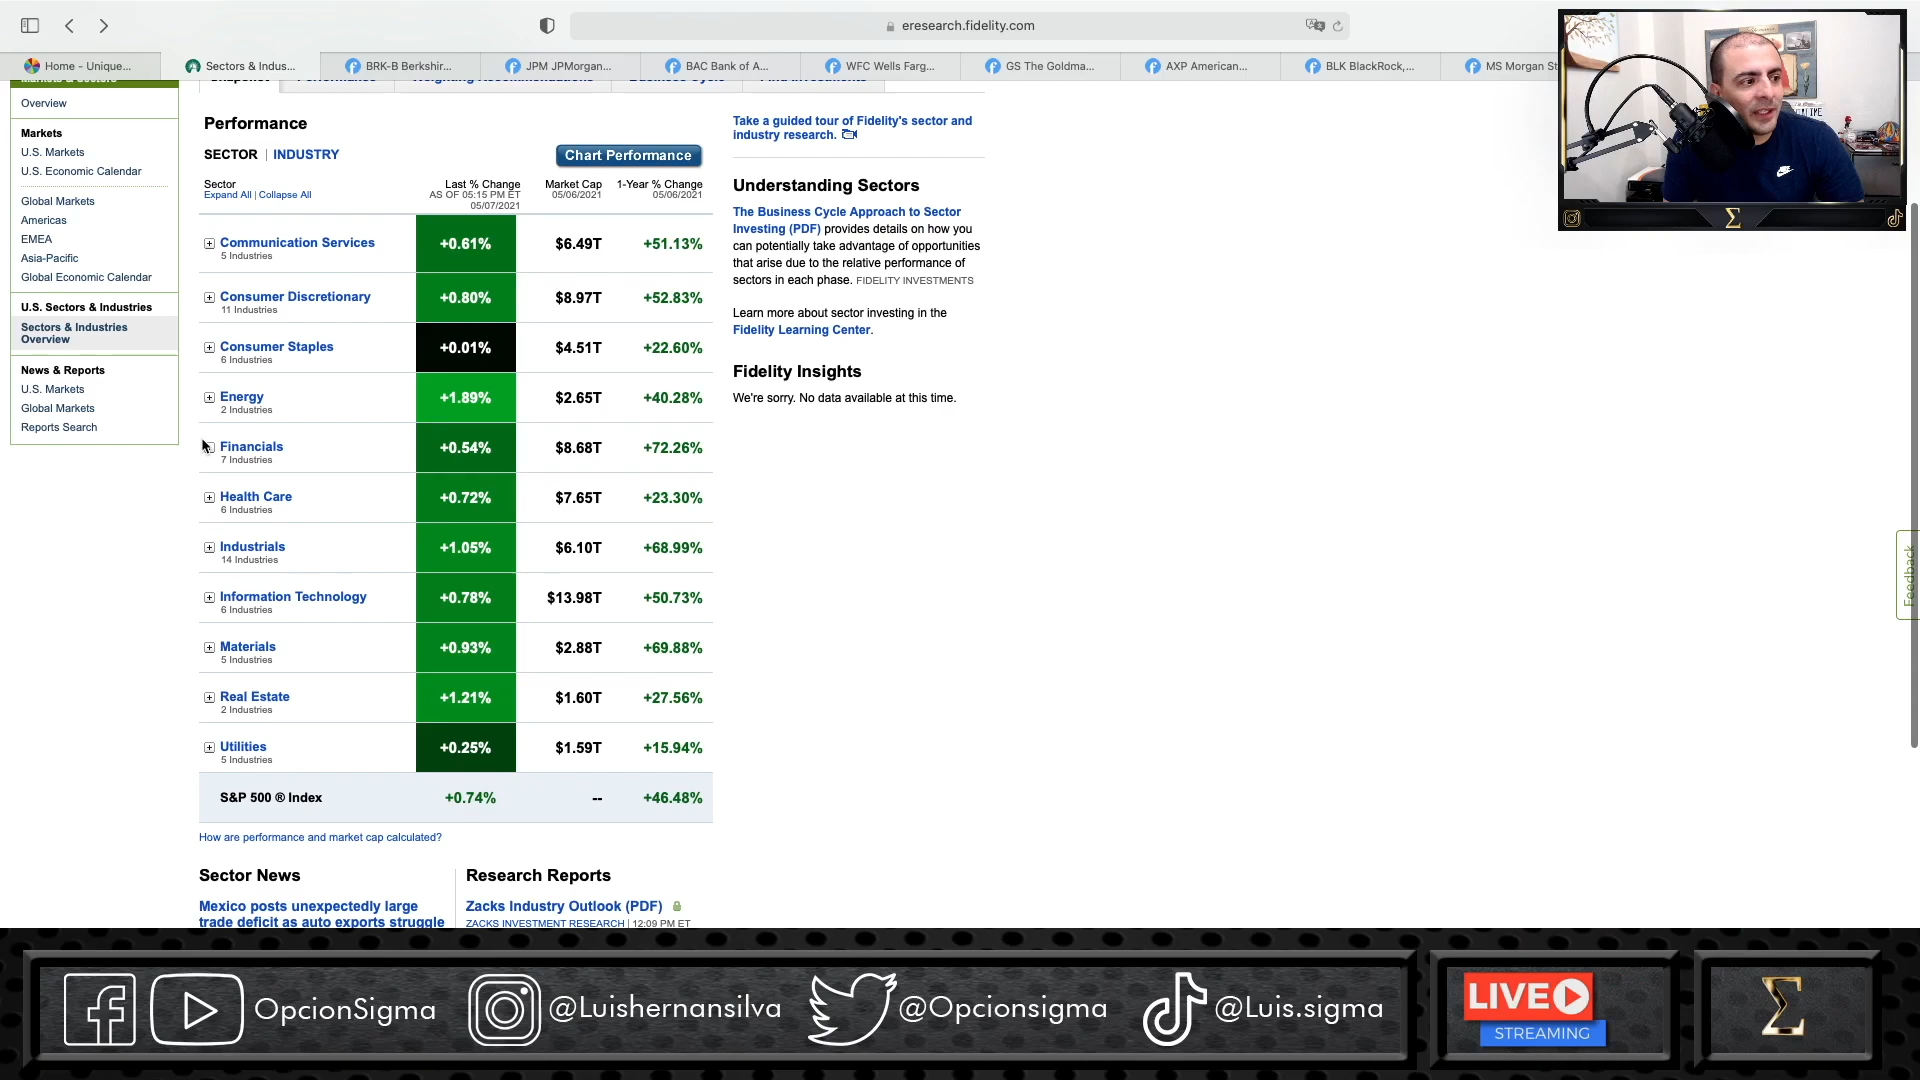 eresearch.fidelity.com
Home - Unique...
Sectors & Indus...
BRK-B Berkshir...
JPM JPMorgan...
BAC Bank of A...
WFC Wells Farg...
GS The Goldma...
AXP American...
BLK BlackRock,...
MS Morgan St
Overview
Markets
U.S. Markets
U.S. Economic Calendar
Global Markets
Americas
EMEA
Asia-Pacific
Global Economic Calendar
U.S. Sectors & Industries
Sectors & Industries
Overview
News & Reports
U.S. Markets
Global Markets
Reports Search
Performance
SECTOR | INDUSTRY
Chart Performance
Sector Last % Change Market Cap 1-Year % Change
Expand All | Collapse All AS OF 05:15 PM ET 05/06/2021 05/06/2021
05/07/2021
Communication Services +0.61% $6.49T +51.13%
5 Industries
Consumer Discretionary +0.80% $8.97T +52.83%
11 Industries
Consumer Staples +0.01% $4.51T +22.60%
6 Industries
Energy +1.89% $2.65T +40.28%
2 Industries
Financials +0.54% $8.68T +72.26%
7 Industries
Health Care +0.72% $7.65T +23.30%
6 Industries
Industrials +1.05% $6.10T +68.99%
14 Industries
Information Technology +0.78% $13.98T +50.73%
6 Industries
Materials +0.93% $2.88T +69.88%
5 Industries
Real Estate +1.21% $1.60T +27.56%
2 Industries
Utilities +0.25% $1.59T +15.94%
5 Industries
S&P 500 ® Index +0.74% -- +46.48%
How are performance and market cap calculated?
Sector News
Mexico posts unexpectedly large
trade deficit as auto exports struggle
Research Reports
Zacks Industry Outlook (PDF)
ZACKS INVESTMENT RESEARCH | 12:09 PM ET
Take a guided tour of Fidelity's sector and
industry research.
Understanding Sectors
The Business Cycle Approach to Sector
Investing (PDF) provides details on how you
can potentially take advantage of opportunities
that arise due to the relative performance of
sectors in each phase. FIDELITY INVESTMENTS
Learn more about sector investing in the
Fidelity Learning Center.
Fidelity Insights
We're sorry. No data available at this time.
Feedback
Σ
OpcionSigma
@Luishernansilva
@Opcionsigma
@Luis.sigma
LIVE
STREAMING
Σ